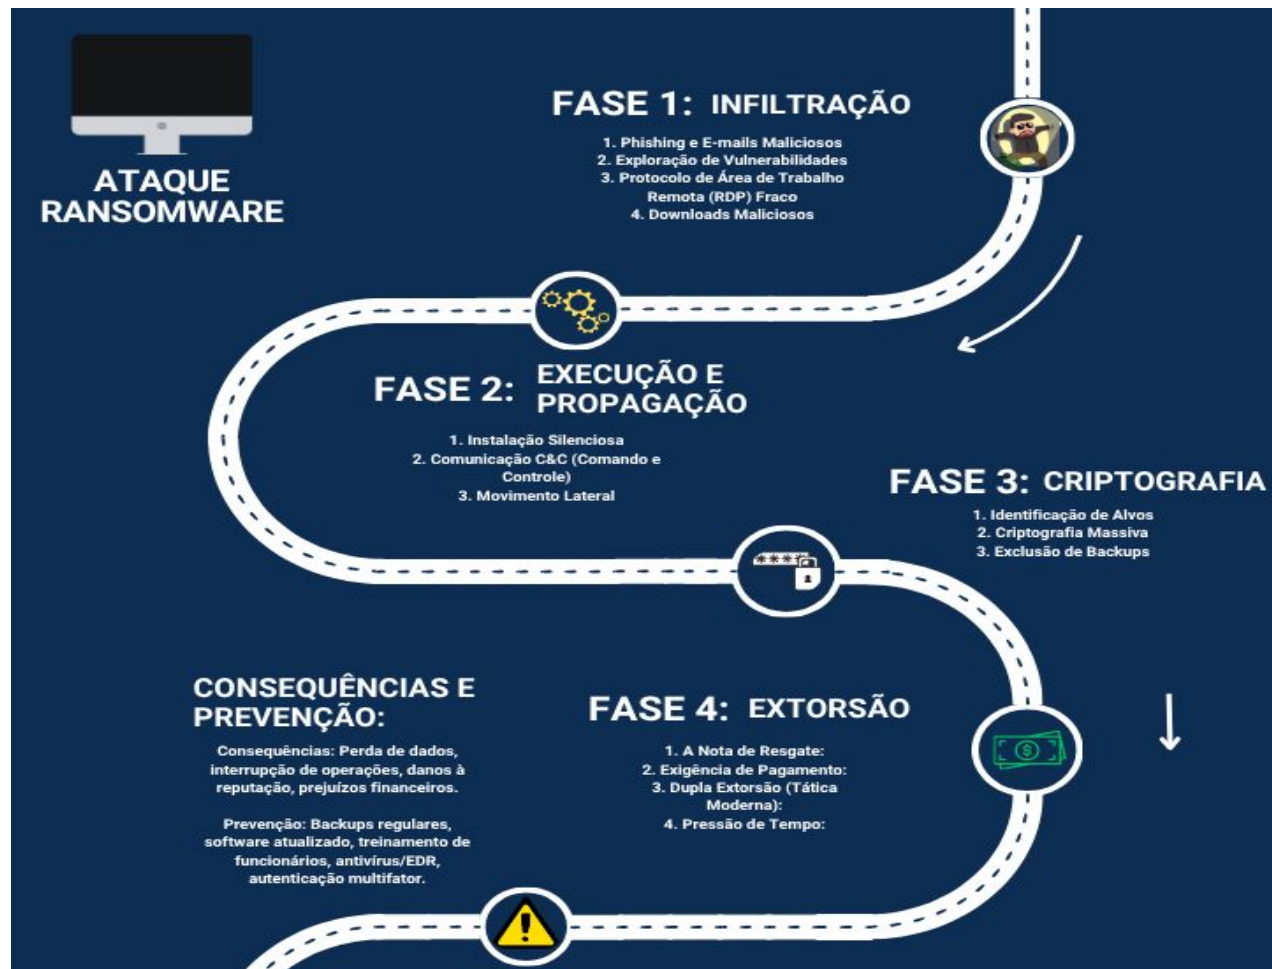 ATAQUE
RANSOMWARE
FASE 1: INFILTRAÇÃO
1. Phishing e E-mails Maliciosos
2. Exploração de Vulnerabilidades
3. Protocolo de Área de Trabalho
Remota (RDP) Fraco
4. Downloads Maliciosos
FASE 2: EXECUÇÃO E
PROPAGAÇÃO
1. Instalação Silenciosa
2. Comunicação C&C (Comando e
Controle)
3. Movimento Lateral
FASE 3: CRIPTOGRAFIA
1. Identificação de Alvos
2. Criptografia Massiva
3. Exclusão de Backups
FASE 4: EXTORSÃO
1. A Nota de Resgate:
2. Exigência de Pagamento:
3. Dupla Extorsão (Tática
Moderna):
4. Pressão de Tempo:
CONSEQUÊNCIAS E
PREVENÇÃO:
Consequências: Perda de dados,
interrupção de operações, danos à
reputação, prejuízos financeiros.
Prevenção: Backups regulares,
software atualizado, treinamento de
funcionários, antivírus/EDR,
autenticação multifator.